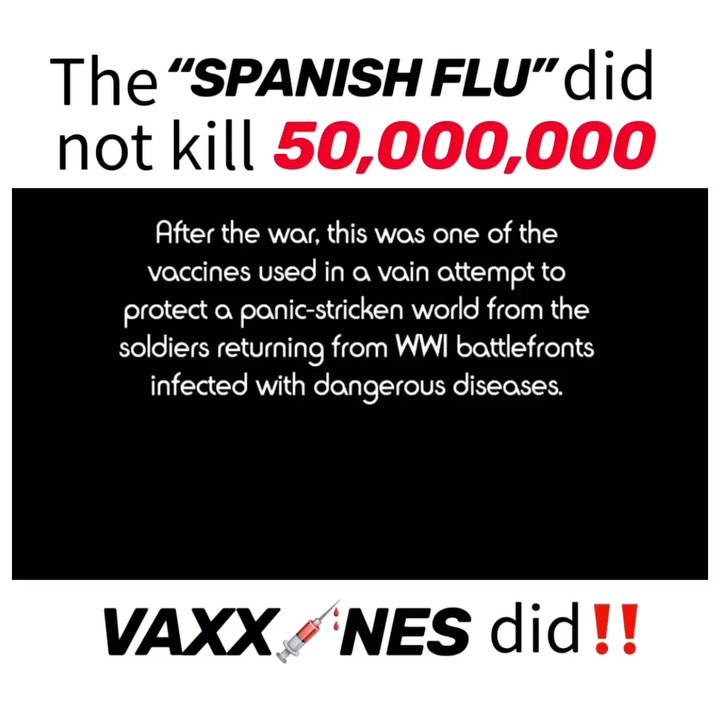 The “SPANISH FLU” did
not kill 50,000,000
After the war, this was one of the
vaccines used in a vain attempt to
protect a panic-stricken world from the
soldiers returning from WWI battlefronts
infected with dangerous diseases.
VAXX💉NES did‼️